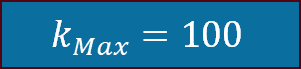 k_Max = 100